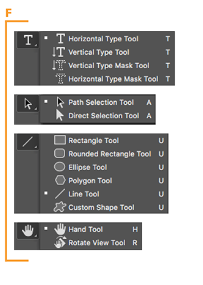 F
T Horizontal Type Tool T
T Vertical Type Tool T
Vertical Type Mask Tool T
Horizontal Type Mask Tool T
Path Selection Tool A
Direct Selection Tool A
Rectangle Tool U
Rounded Rectangle Tool U
Ellipse Tool U
Polygon Tool U
Line Tool U
Custom Shape Tool U
Hand Tool H
Rotate View Tool R